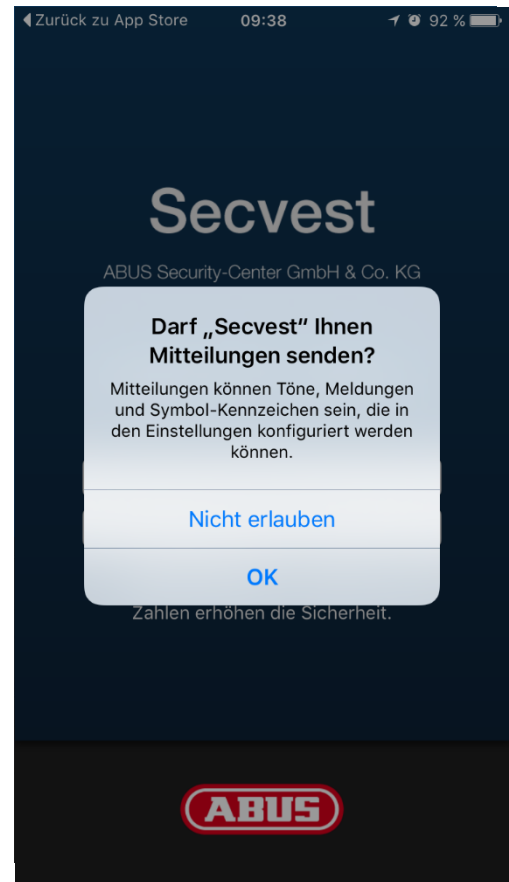 Zurück zu App Store 09:38 92 %
Secvest
ABUS Security-Center GmbH & Co. KG
Darf „Secvest" Ihnen
Mitteilungen senden?
Mitteilungen können Töne, Meldungen
und Symbol-Kennzeichen sein, die in
den Einstellungen konfiguriert werden
können.
Nicht erlauben
OK
Zahlen erhöhen die Sicherheit.
ABUS